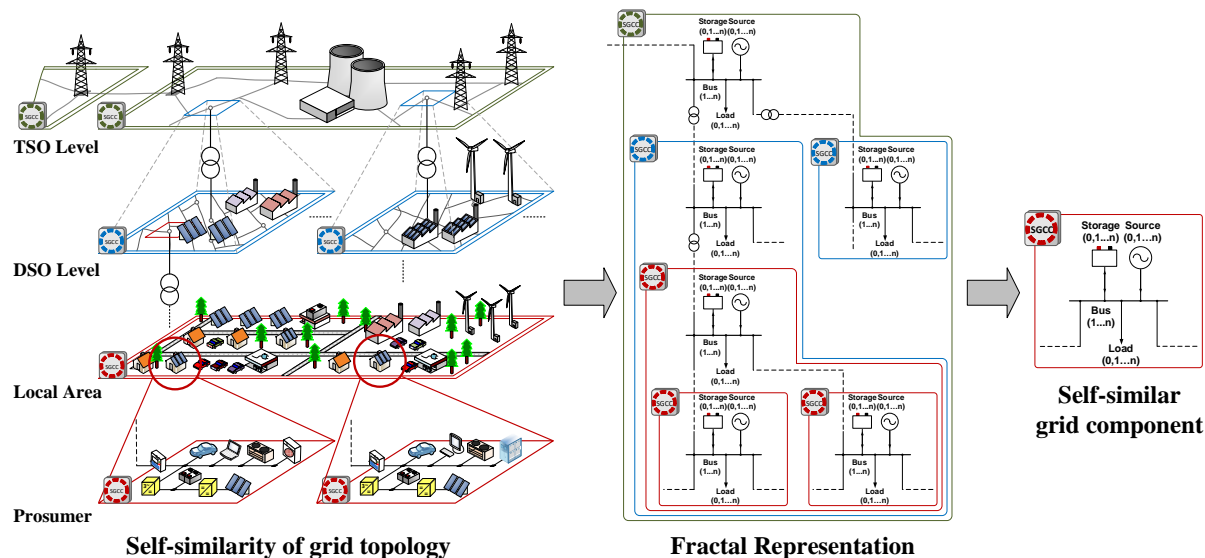 SGCC
SGCC
TSO Level
SGCC
SGCC
DSO Level
SGCC
Local Area
SGCC
SGCC
Prosumer
Self-similarity of grid topology
SGCC
Storage Source
(0,1...n)(0,1…n)
Bus
(1...n)
Load
(0,1…n)
SGCC
Storage Source
(0,1...n)(0,1…n)
Bus
(1...n)
Load
(0,1…n)
SGCC
Storage Source
(0,1...n)(0,1…n)
Bus
(1...n)
Load
(0,1…n)
SGCC
Storage Source
(0,1...n)(0,1…n)
Bus
(1...n)
Load
(0,1…n)
SGCC
Storage Source
(0,1...n)(0,1…n)
Bus
(1...n)
Load
(0,1…n)
SGCC
Storage Source
(0,1...n)(0,1…n)
Bus
(1...n)
Load
(0,1…n)
Fractal Representation
SGCC
Storage Source
(0,1...n) (0,1…n)
Bus
(1...n)
Load
(0,1…n)
Self-similar
grid component